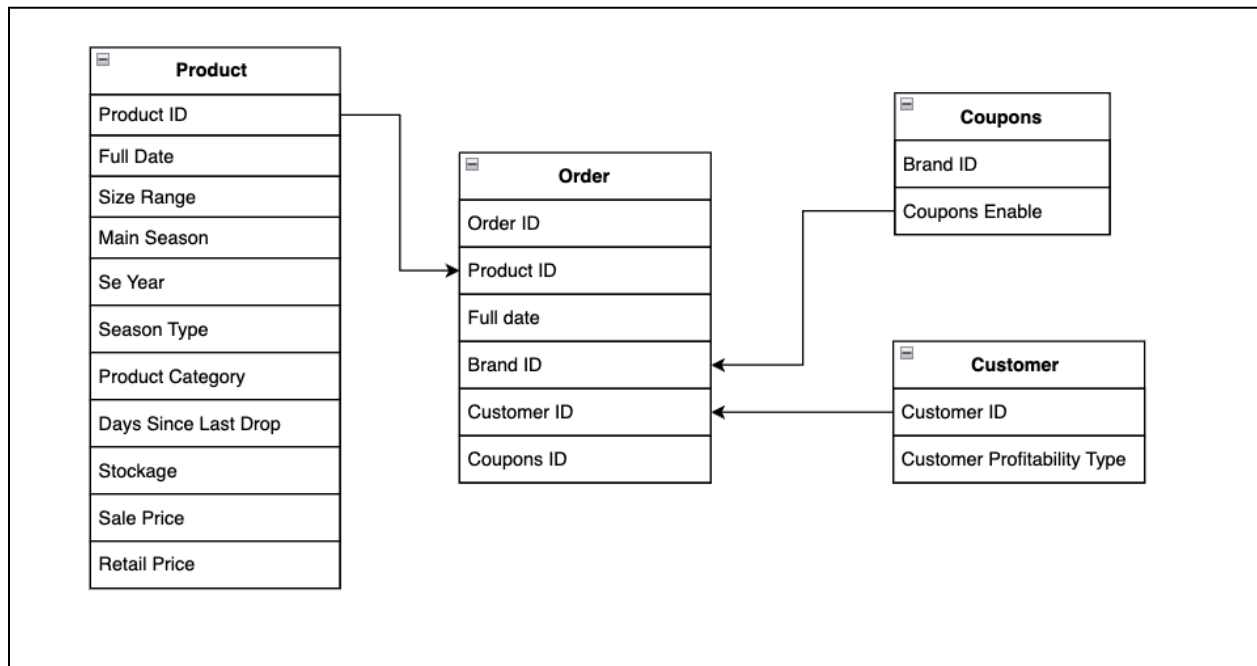 Product
Product ID
Full Date
Size Range
Main Season
Se Year
Season Type
Product Category
Days Since Last Drop
Stockage
Sale Price
Retail Price
Order
Order ID
Product ID
Full date
Brand ID
Customer ID
Coupons ID
Coupons
Brand ID
Coupons Enable
Customer
Customer ID
Customer Profitability Type